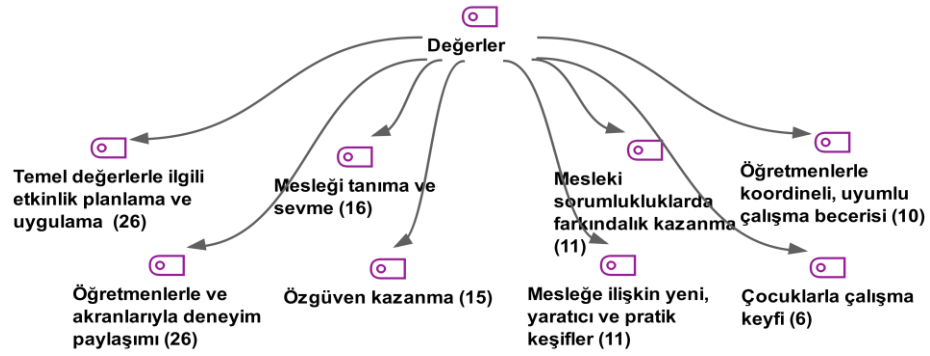 Değerler
Temel değerlerle ilgili
etkinlik planlama ve
uygulama (26)
Mesleği tanıma ve
sevme (16)
Mesleki
sorumlukluklarda
farkındalık kazanma
(11)
Öğretmenlerle
koordineli, uyumlu
çalışma becerisi (10)
Öğretmenlerle ve
akranlarıyla deneyim
paylaşımı (26)
Özgüven kazanma (15)
Mesleğe ilişkin yeni,
yaratıcı ve pratik
keşifler (11)
Çocuklarla çalışma
keyfi (6)